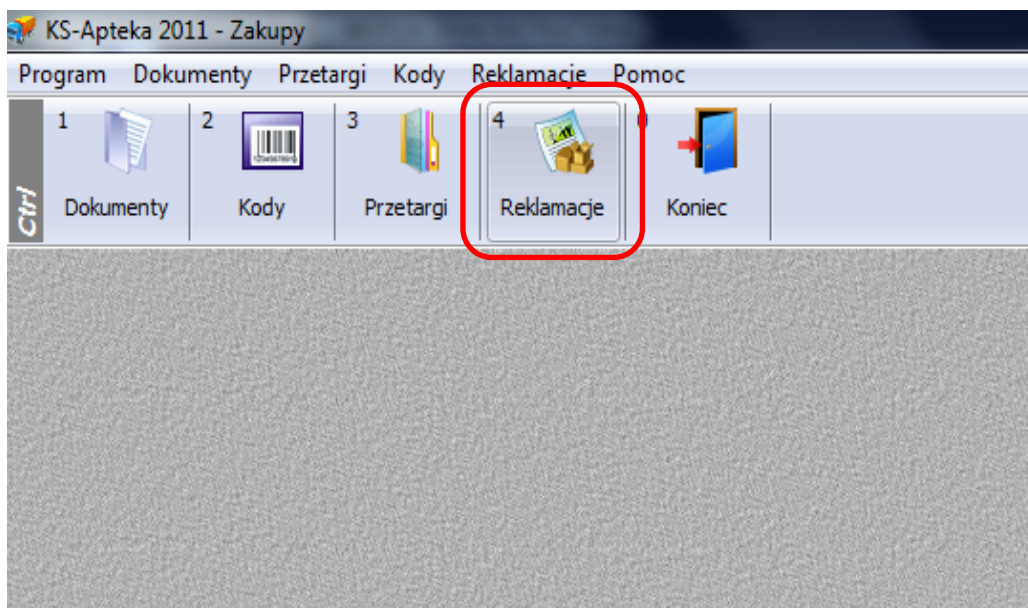 KS-Apteka 2011 - Zakupy
Program Dokumenty Przetargi Kody Reklamacje Pomoc
1 2 3 4 0
Ctrl Dokumenty Kody Przetargi Reklamacje Koniec